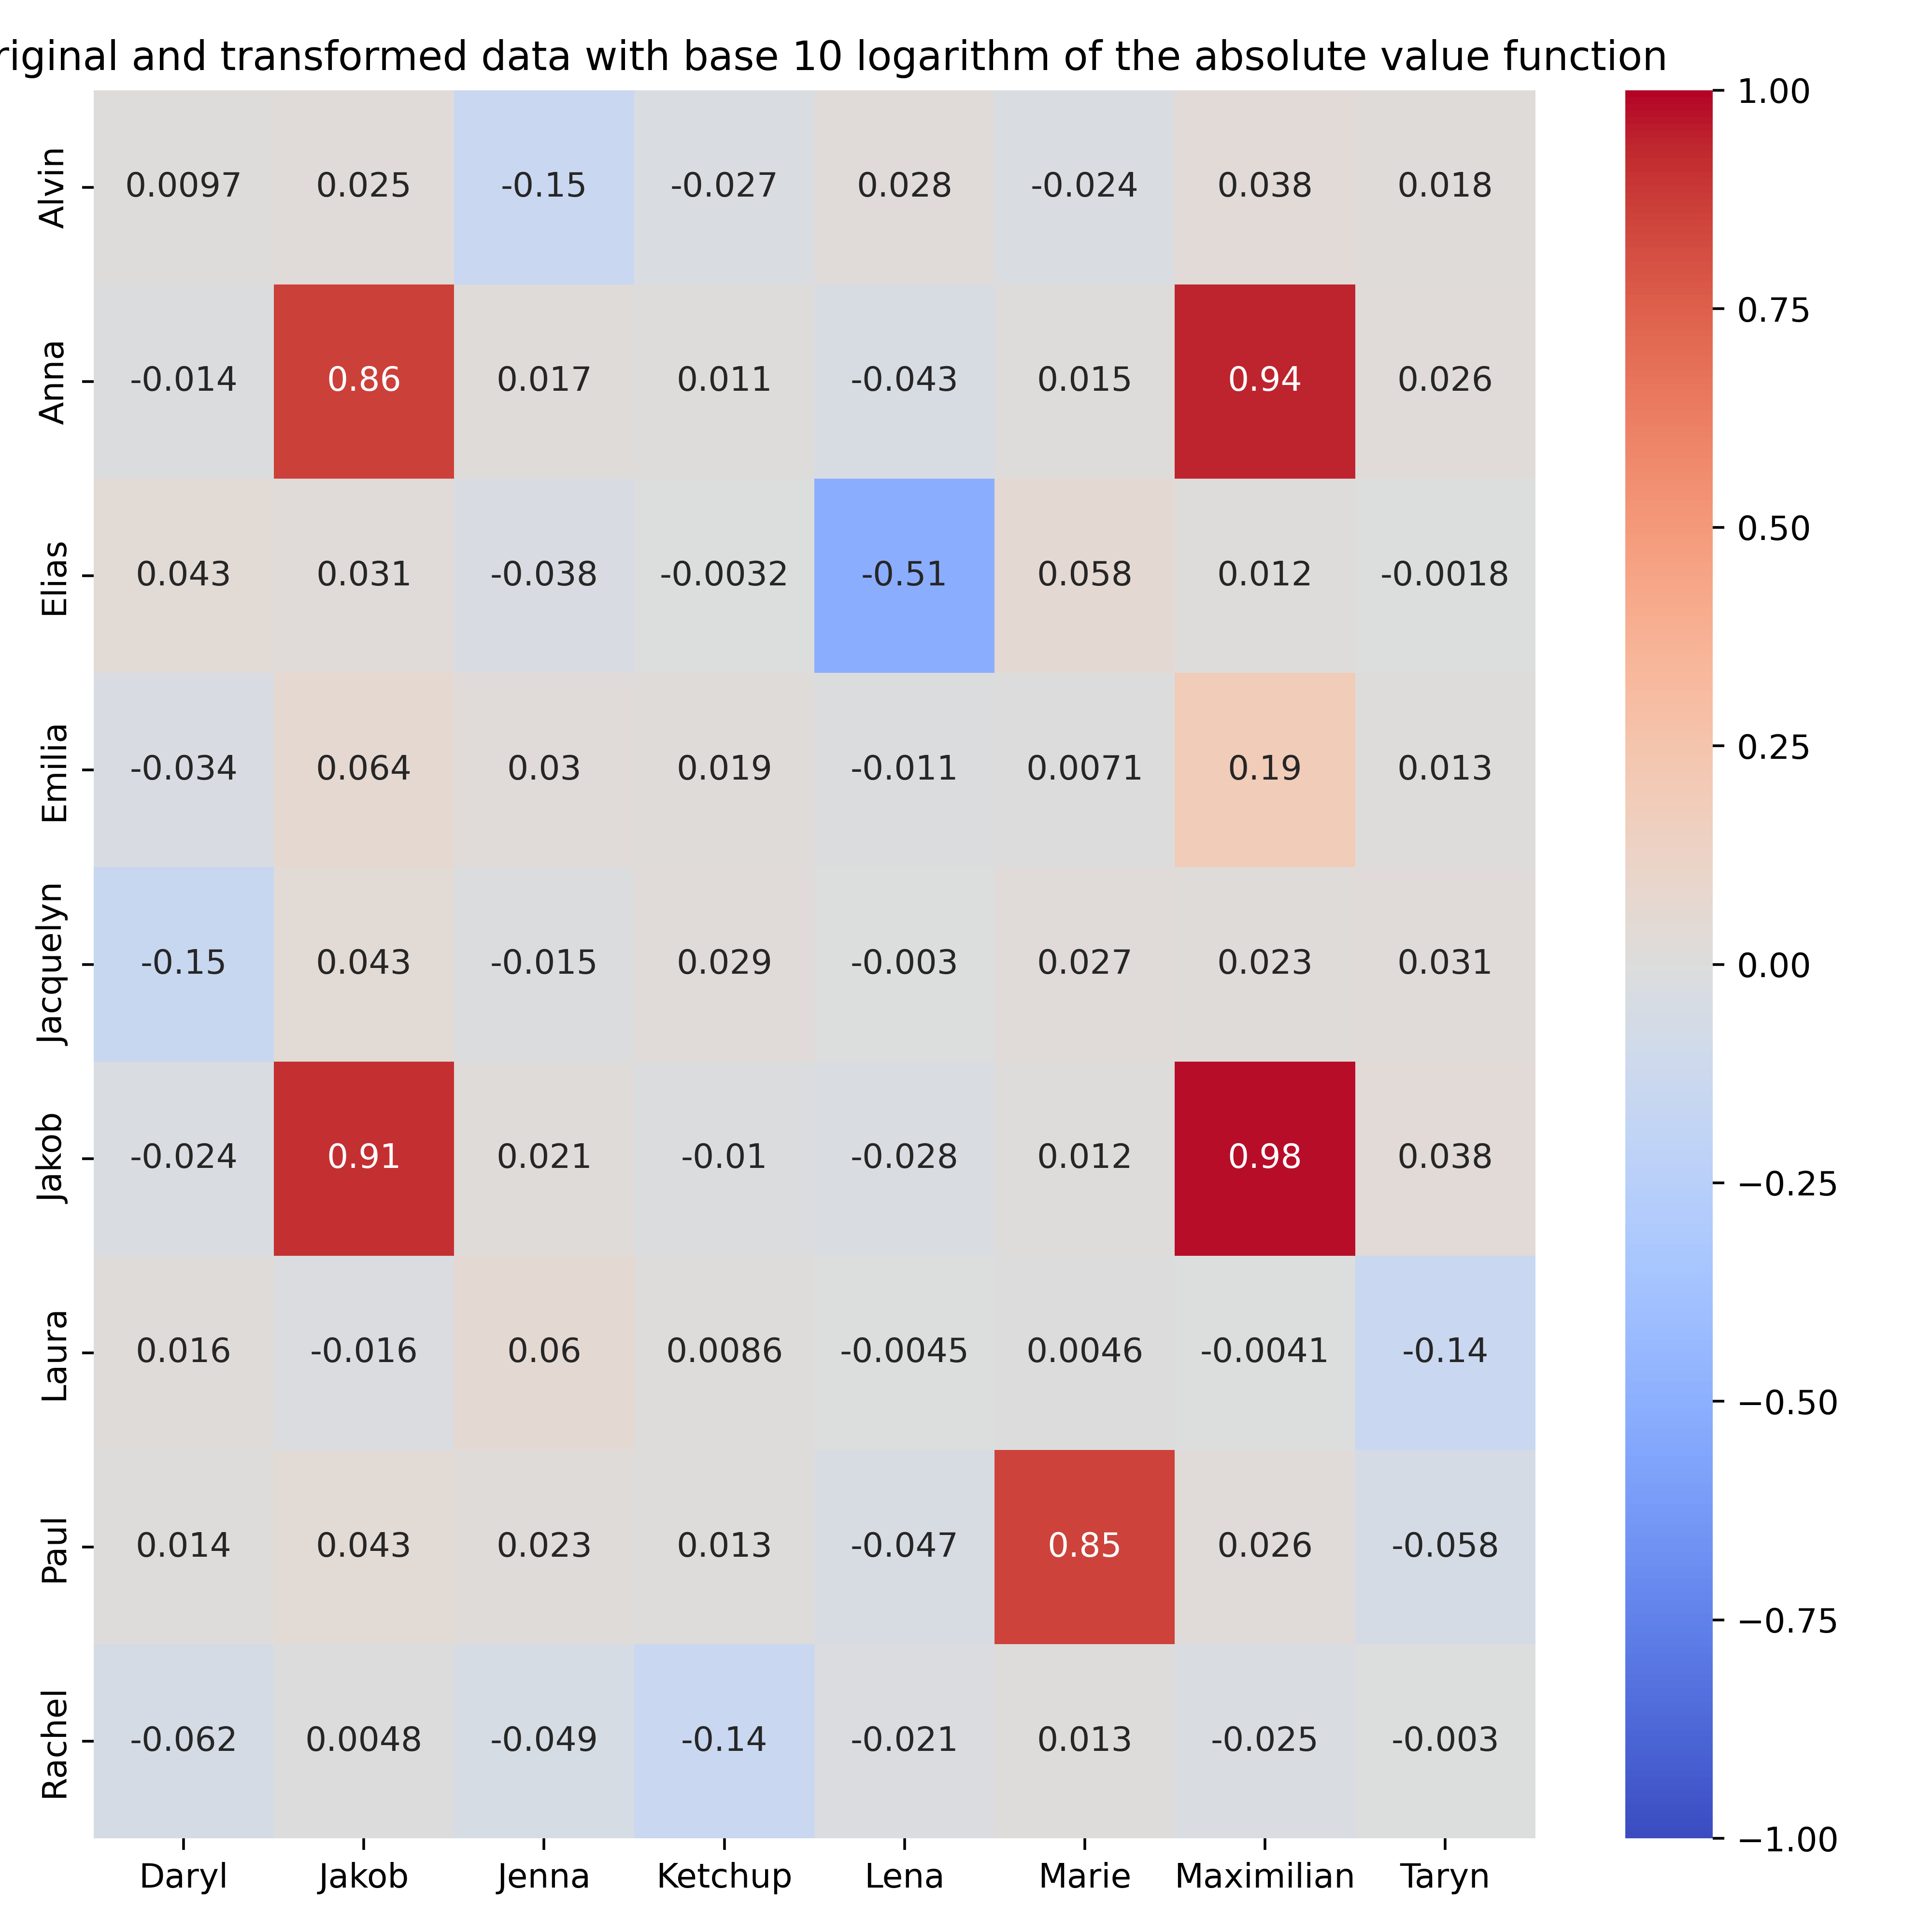 riginal and transformed data with base 10 logarithm of the absolute value function
Alvin 0.0097 0.025 -0.15 -0.027 0.028 -0.024 0.038 0.018
Anna -0.014 0.86 0.017 0.011 -0.043 0.015 0.94 0.026
Elias 0.043 0.031 -0.038 -0.0032 -0.51 0.058 0.012 -0.0018
Emilia -0.034 0.064 0.03 0.019 -0.011 0.0071 0.19 0.013
Jacquelyn -0.15 0.043 -0.015 0.029 -0.003 0.027 0.023 0.031
Jakob -0.024 0.91 0.021 -0.01 -0.028 0.012 0.98 0.038
Laura 0.016 -0.016 0.06 0.0086 -0.0045 0.0046 -0.0041 -0.14
Paul 0.014 0.043 0.023 0.013 -0.047 0.85 0.026 -0.058
Rachel -0.062 0.0048 -0.049 -0.14 -0.021 0.013 -0.025 -0.003
Daryl Jakob Jenna Ketchup Lena Marie Maximilian Taryn
1.00
0.75
0.50
0.25
0.00
−0.25
−0.50
−0.75
−1.00